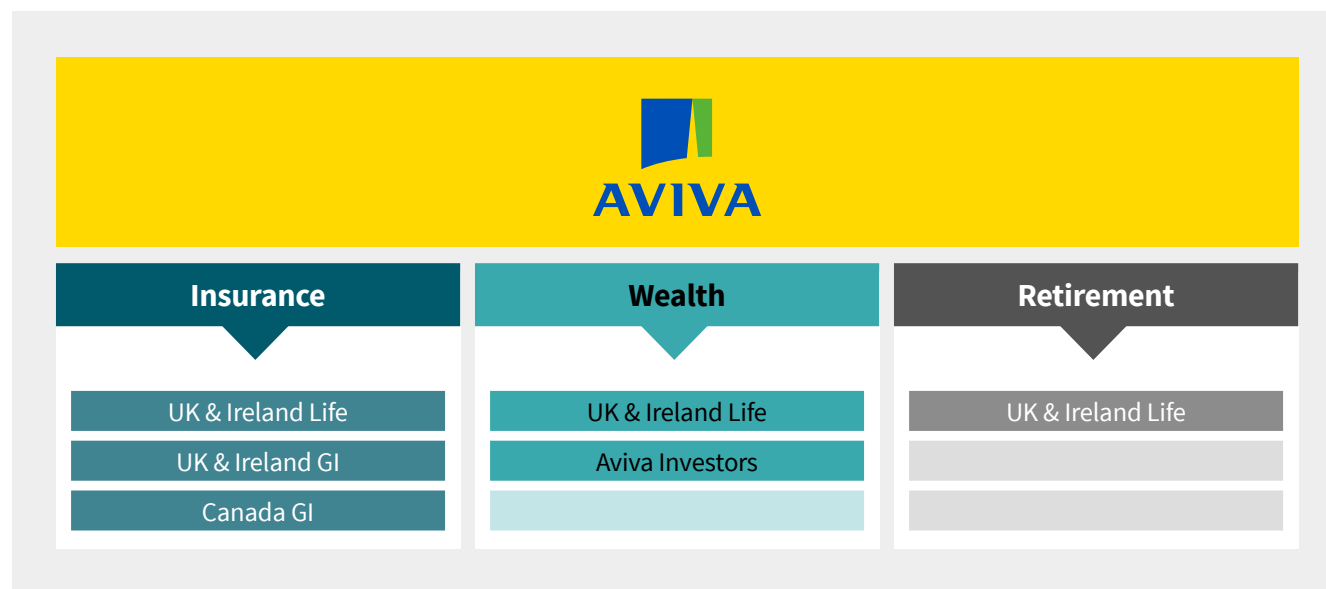 AVIVA
Insurance
UK & Ireland Life
UK & Ireland GI
Canada GI
Wealth
UK & Ireland Life
Aviva Investors
Retirement
UK & Ireland Life